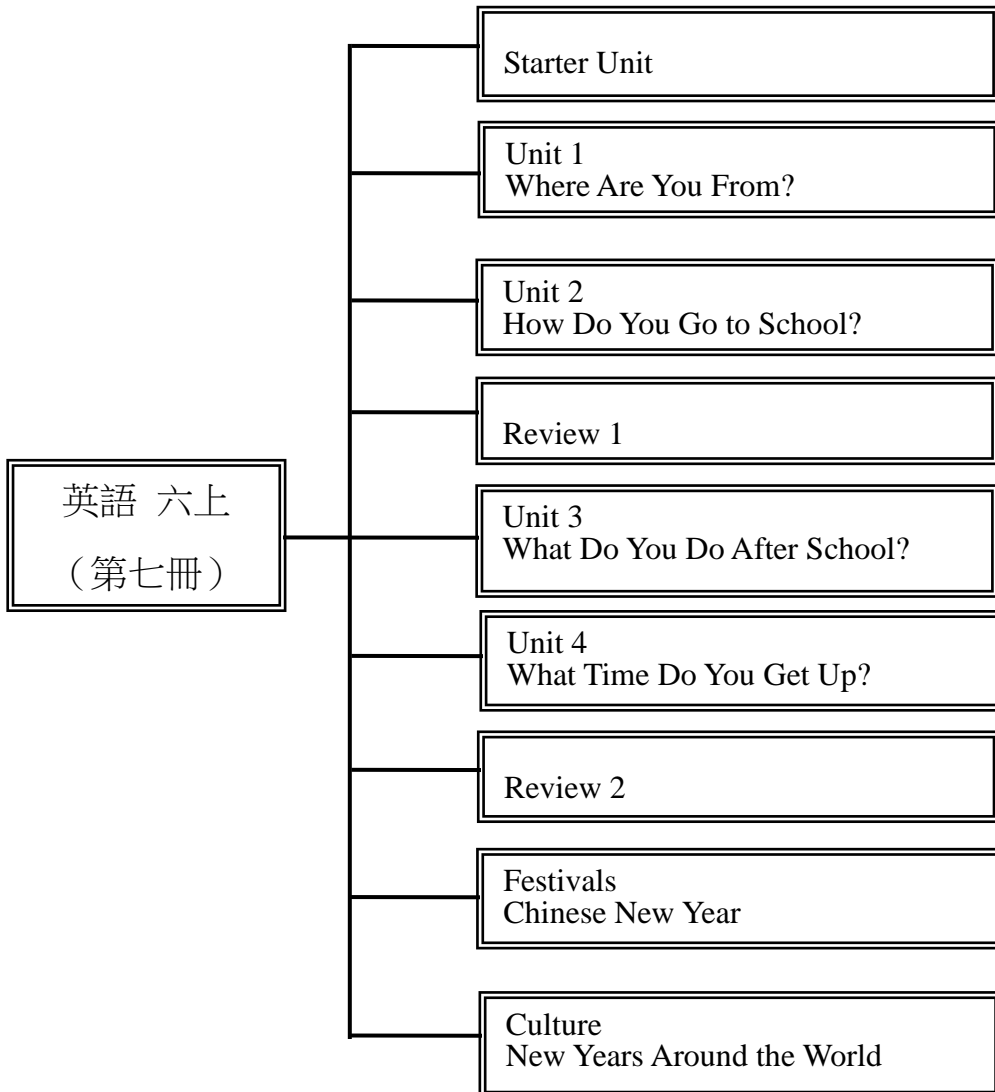 Starter Unit
Unit 1
Where Are You From?
Unit 2
How Do You Go to School?
Review 1
英語 六上
（第七冊）
Unit 3
What Do You Do After School?
Unit 4
What Time Do You Get Up?
Review 2
Festivals
Chinese New Year
Culture
New Years Around the World